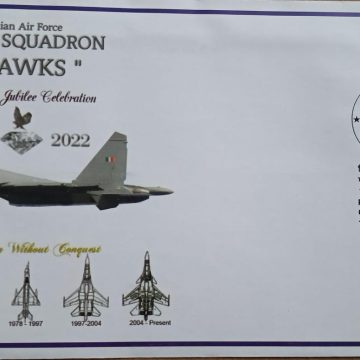 ian Air Force
SQUADRON
AWKS "
Jubilee Celebration
2022
Without Conquest
1978 - 1997
1997-2004
2004 - Present